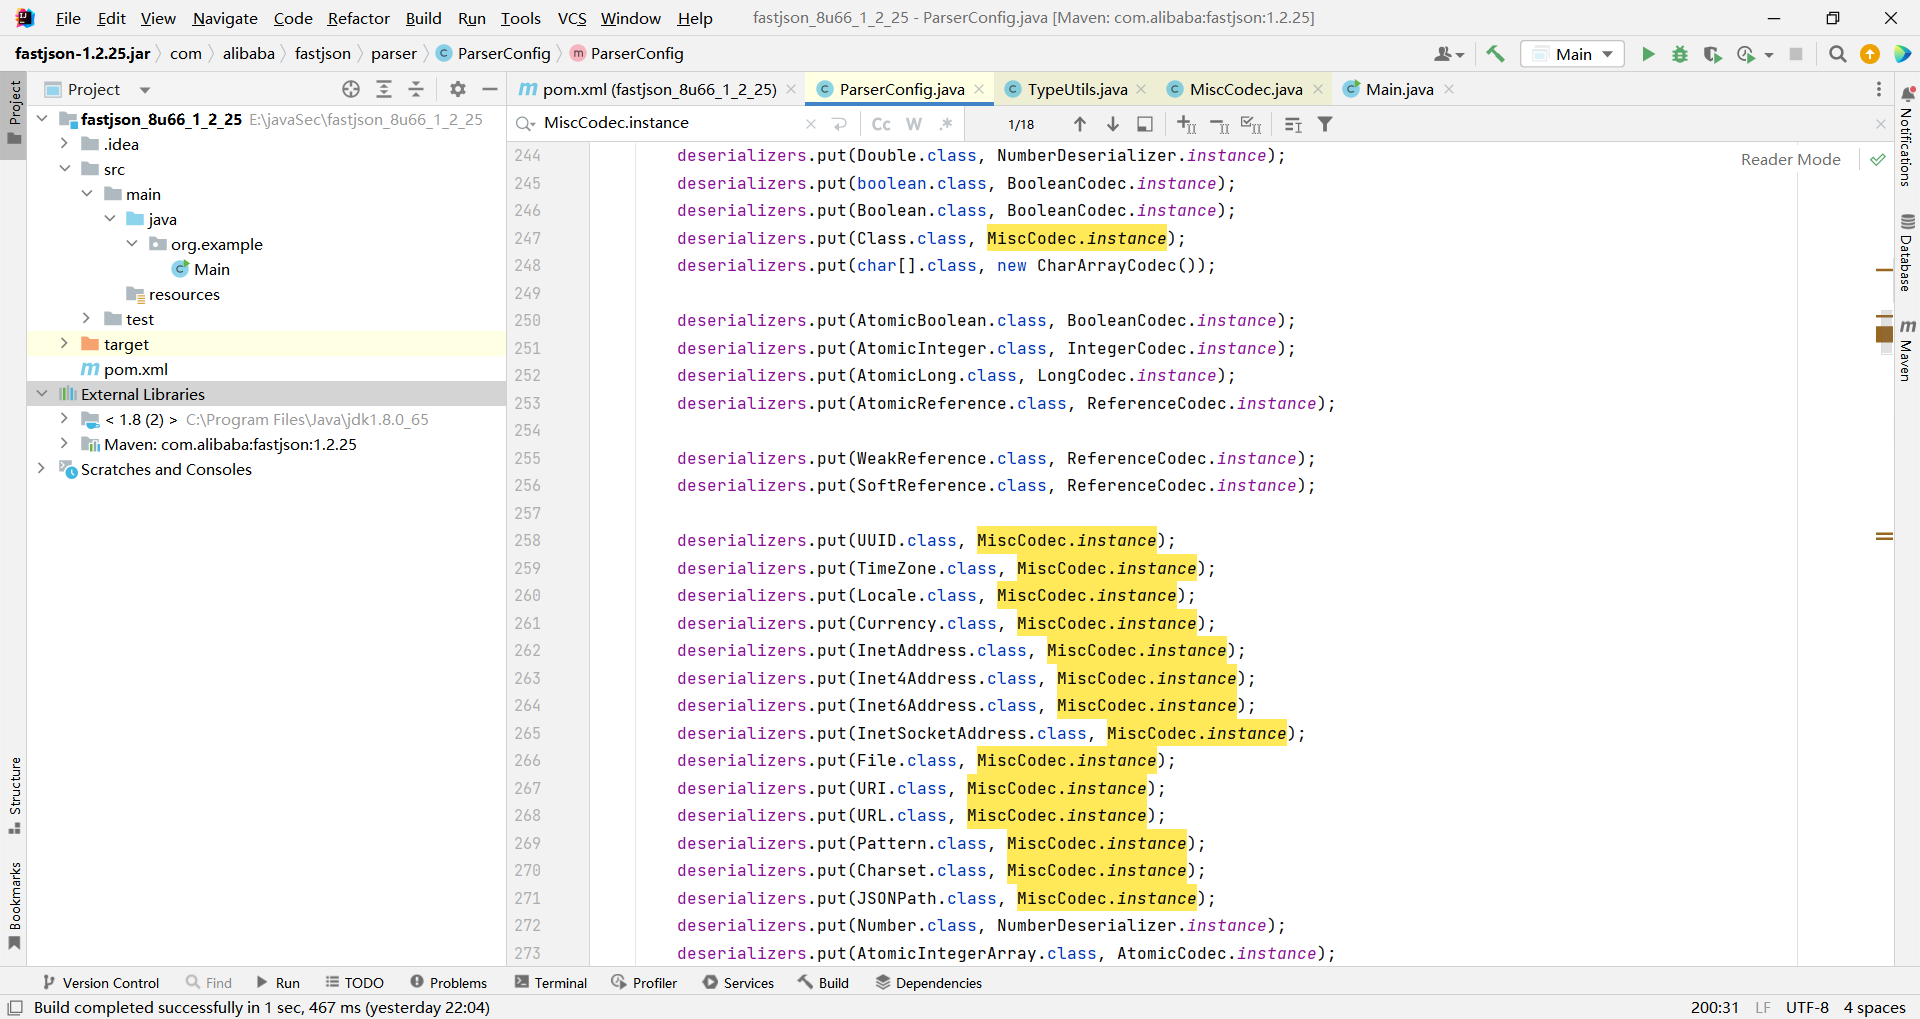 File Edit View Navigate Code Refactor Build Run Tools VCS Window Help fastjson_8u66_1_2_25 - ParserConfig.java [Maven: com.alibaba:fastjson:1.2.25]
fastjson-1.2.25.jar com alibaba fastjson parser ParserConfig ParserConfig Main
Project pom.xml (fastjson_8u66_1_2_25) ParserConfig.java TypeUtils.java MiscCodec.java Main.java
MiscCodec.instance Cc W .* 1/18
Reader Mode
Project
Structure
Bookmarks
fastjson_8u66_1_2_25 E:\javaSec\fastjson_8u66_1_2_25
.idea
src
main
java
org.example
Main
resources
test
target
pom.xml
External Libraries
< 1.8 (2) > C:\Program Files\Java\jdk1.8.0_65
Maven: com.alibaba:fastjson:1.2.25
Scratches and Consoles
244 deserializers.put(Double.class, NumberDeserializer.instance);
245 deserializers.put(boolean.class, BooleanCodec.instance);
246 deserializers.put(Boolean.class, BooleanCodec.instance);
247 deserializers.put(Class.class, MiscCodec.instance);
248 deserializers.put(char[].class, new CharArrayCodec());
249
250 deserializers.put(AtomicBoolean.class, BooleanCodec.instance);
251 deserializers.put(AtomicInteger.class, IntegerCodec.instance);
252 deserializers.put(AtomicLong.class, LongCodec.instance);
253 deserializers.put(AtomicReference.class, ReferenceCodec.instance);
254
255 deserializers.put(WeakReference.class, ReferenceCodec.instance);
256 deserializers.put(SoftReference.class, ReferenceCodec.instance);
257
258 deserializers.put(UUID.class, MiscCodec.instance);
259 deserializers.put(TimeZone.class, MiscCodec.instance);
260 deserializers.put(Locale.class, MiscCodec.instance);
261 deserializers.put(Currency.class, MiscCodec.instance);
262 deserializers.put(InetAddress.class, MiscCodec.instance);
263 deserializers.put(Inet4Address.class, MiscCodec.instance);
264 deserializers.put(Inet6Address.class, MiscCodec.instance);
265 deserializers.put(InetSocketAddress.class, MiscCodec.instance);
266 deserializers.put(File.class, MiscCodec.instance);
267 deserializers.put(URI.class, MiscCodec.instance);
268 deserializers.put(URL.class, MiscCodec.instance);
269 deserializers.put(Pattern.class, MiscCodec.instance);
270 deserializers.put(Charset.class, MiscCodec.instance);
271 deserializers.put(JSONPath.class, MiscCodec.instance);
272 deserializers.put(Number.class, NumberDeserializer.instance);
273 deserializers.put(AtomicIntegerArray.class, AtomicCodec.instance);
Notifications
Database
Maven
Version Control Find Run TODO Problems Terminal Profiler Services Build Dependencies
Build completed successfully in 1 sec, 467 ms (yesterday 22:04) 200:31 LF UTF-8 4 spaces